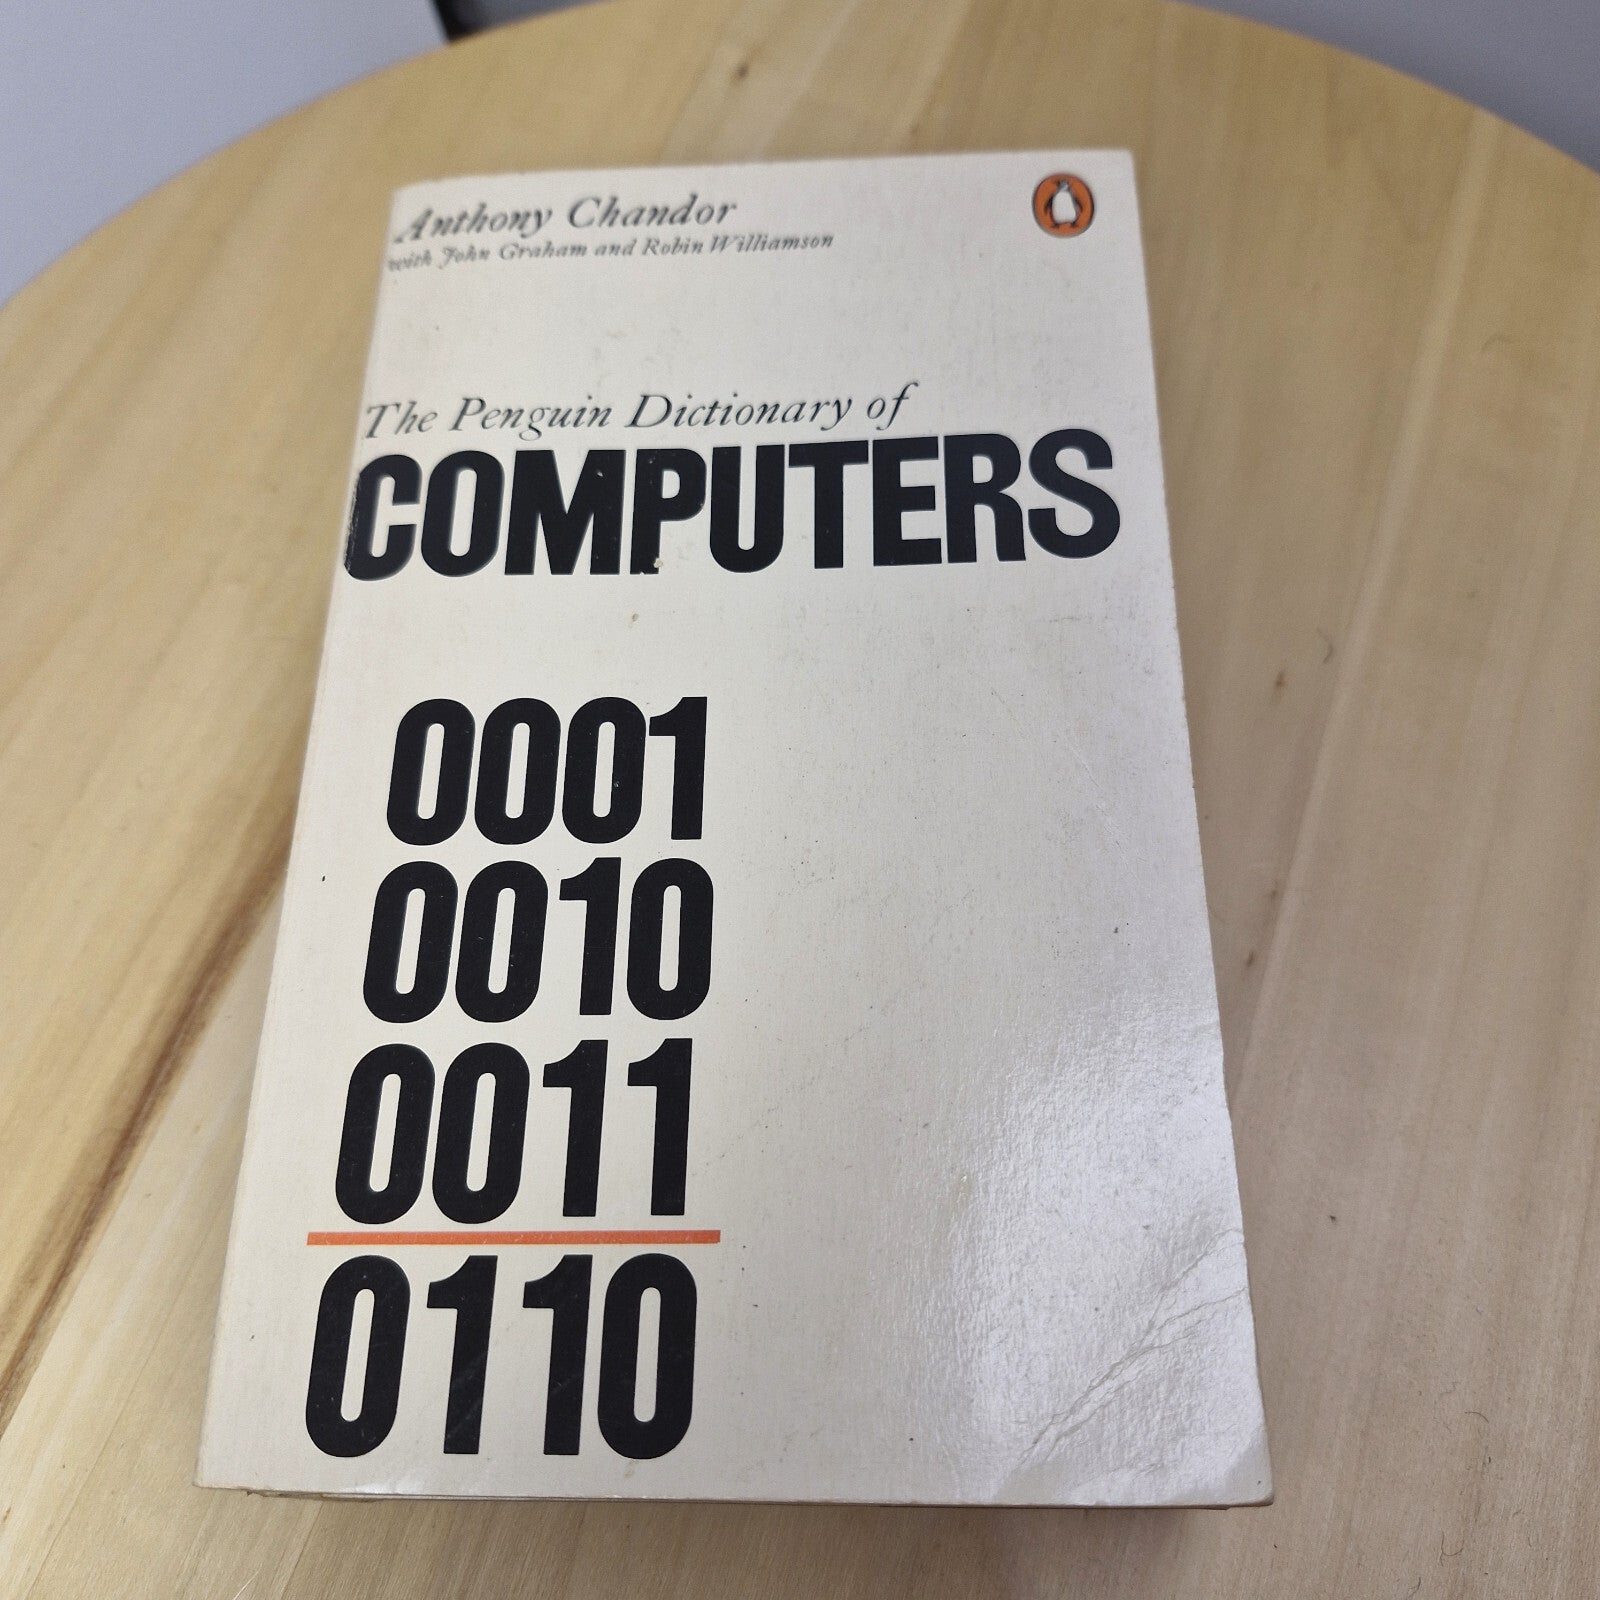 Anthony Chandor
with John Graham and Robin Williamson
The Penguin Dictionary of
COMPUTERS
0001
0010
0011
0110